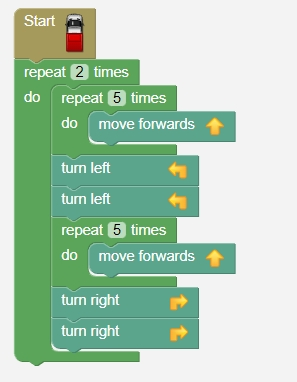 Start
repeat 2 times
do repeat 5 times
do move forwards
turn left
turn left
repeat 5 times
do move forwards
turn right
turn right